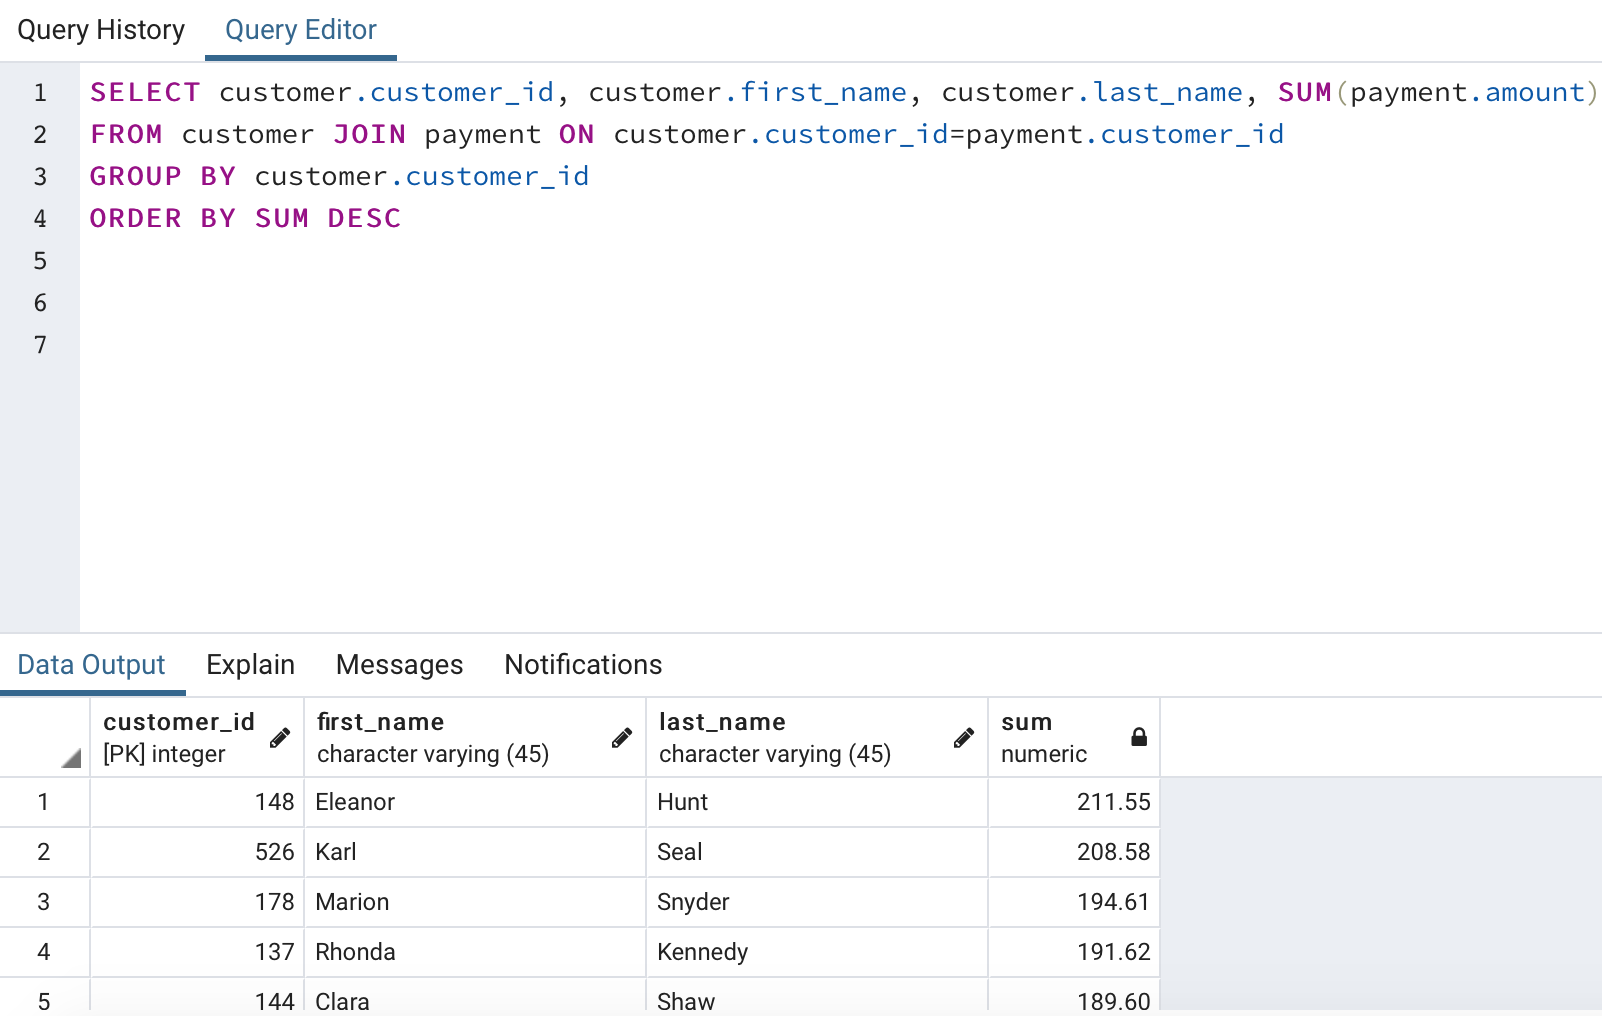 Query History Query Editor
1 SELECT customer.customer_id, customer.first_name, customer.last_name, SUM(payment.amount)
2 FROM customer JOIN payment ON customer.customer_id=payment.customer_id
3 GROUP BY customer.customer_id
4 ORDER BY SUM DESC
5
6
7
Data Output Explain Messages Notifications
customer_id first_name last_name sum
[PK] integer character varying (45) character varying (45) numeric
1 148 Eleanor Hunt 211.55
2 526 Karl Seal 208.58
3 178 Marion Snyder 194.61
4 137 Rhonda Kennedy 191.62
5 144 Clara Shaw 189.60